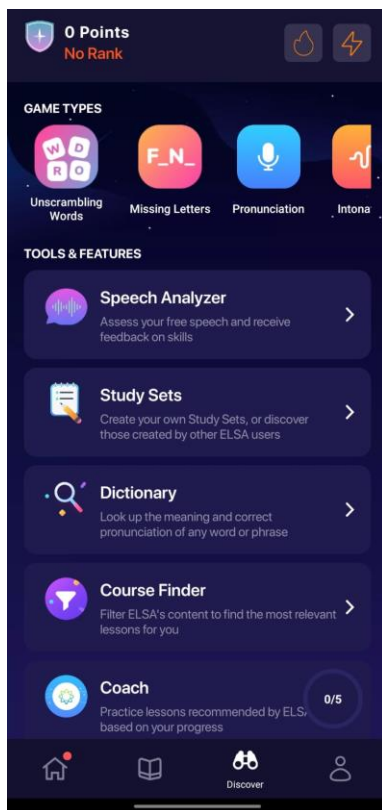 0 Points
No Rank
GAME TYPES
W D
R O
F_N_
Unscrambling
Words
Missing Letters
Pronunciation
Intona
TOOLS & FEATURES
Speech Analyzer
Assess your free speech and receive
feedback on skills
Study Sets
Create your own Study Sets, or discover
those created by other ELSA users
Dictionary
Look up the meaning and correct
pronunciation of any word or phrase
Course Finder
Filter ELSA's content to find the most relevant
lessons for you
Coach
Practice lessons recommended by ELS
based on your progress
0/5
Discover